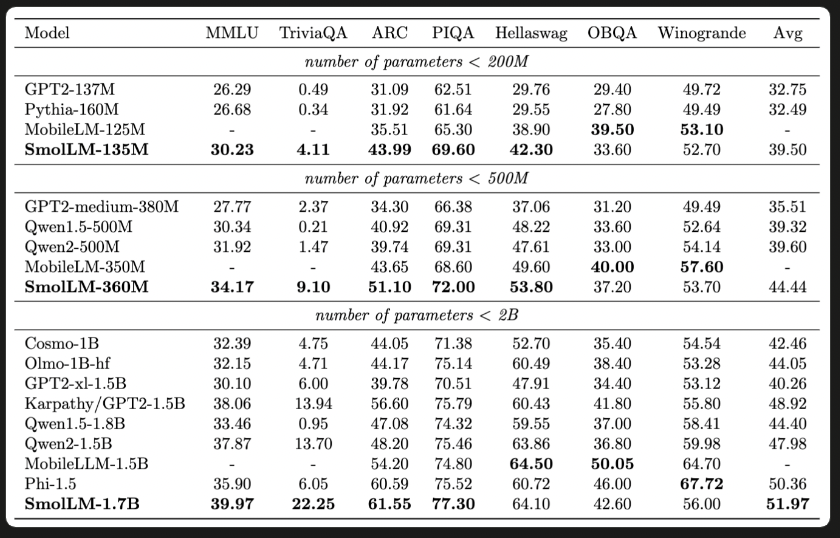 Model MMLU TriviaQA ARC PIQA Hellaswag OBQA Winogrande Avg
number of parameters < 200M
GPT2-137M 26.29 0.49 31.09 62.51 29.76 29.40 49.72 32.75
Pythia-160M 26.68 0.34 31.92 61.64 29.55 27.80 49.49 32.49
MobileLM-125M - - 35.51 65.30 38.90 39.50 53.10 -
SmolLM-135M 30.23 4.11 43.99 69.60 42.30 33.60 52.70 39.50
number of parameters < 500M
GPT2-medium-380M 27.77 2.37 34.30 66.38 37.06 31.20 49.49 35.51
Qwen1.5-500M 30.34 0.21 40.92 69.31 48.22 33.60 52.64 39.32
Qwen2-500M 31.92 1.47 39.74 69.31 47.61 33.00 54.14 39.60
MobileLM-350M - - 43.65 68.60 49.60 40.00 57.60 -
SmolLM-360M 34.17 9.10 51.10 72.00 53.80 37.20 53.70 44.44
number of parameters < 2B
Cosmo-1B 32.39 4.75 44.05 71.38 52.70 35.40 54.54 42.46
Olmo-1B-hf 32.15 4.71 44.17 75.14 60.49 38.40 53.28 44.05
GPT2-xl-1.5B 30.10 6.00 39.78 70.51 47.91 34.40 53.12 40.26
Karpathy/GPT2-1.5B 38.06 13.94 56.60 75.79 60.43 41.80 55.80 48.92
Qwen1.5-1.8B 33.46 0.95 47.08 74.32 59.55 37.00 58.41 44.40
Qwen2-1.5B 37.87 13.70 48.20 75.46 63.86 36.80 59.98 47.98
MobileLLM-1.5B - - 54.20 74.80 64.50 50.05 64.70 -
Phi-1.5 35.90 6.05 60.59 75.52 60.72 46.00 67.72 50.36
SmolLM-1.7B 39.97 22.25 61.55 77.30 64.10 42.60 56.00 51.97